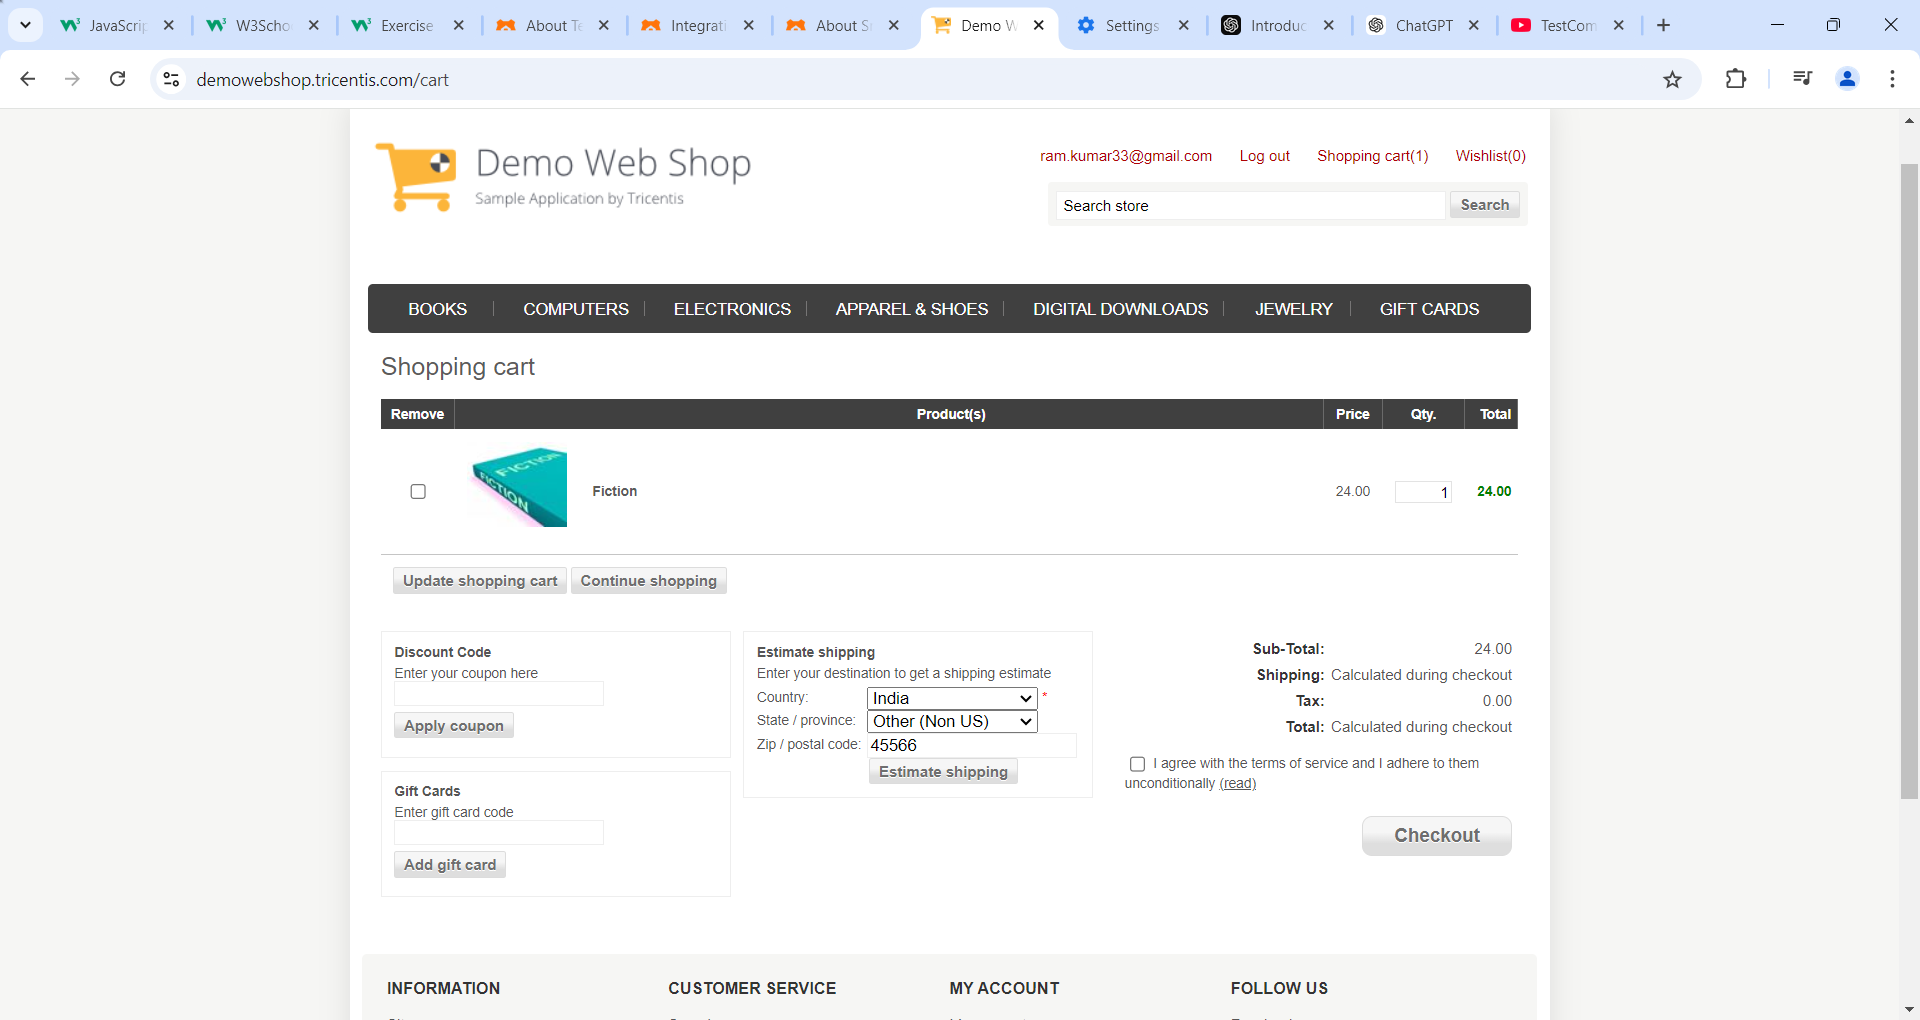 JavaScrip
W3Scho
Exercise
About Te
Integrati
About S
Demo W
Settings
Introduc
ChatGPT
TestCom
demowebshop.tricentis.com/cart
Demo Web Shop
Sample Application by Tricentis
ram.kumar33@gmail.com Log out Shopping cart(1) Wishlist(0)
Search store Search
BOOKS COMPUTERS ELECTRONICS APPAREL & SHOES DIGITAL DOWNLOADS JEWELRY GIFT CARDS
Shopping cart
Remove Product(s) Price Qty. Total
FICTION
FICTION
Fiction 24.00 1 24.00
Update shopping cart Continue shopping
Discount Code
Enter your coupon here
Apply coupon
Gift Cards
Enter gift card code
Add gift card
Estimate shipping
Enter your destination to get a shipping estimate
Country: India *
State / province: Other (Non US)
Zip / postal code: 45566
Estimate shipping
Sub-Total: 24.00
Shipping: Calculated during checkout
Tax: 0.00
Total: Calculated during checkout
I agree with the terms of service and I adhere to them
unconditionally (read)
Checkout
INFORMATION CUSTOMER SERVICE MY ACCOUNT FOLLOW US